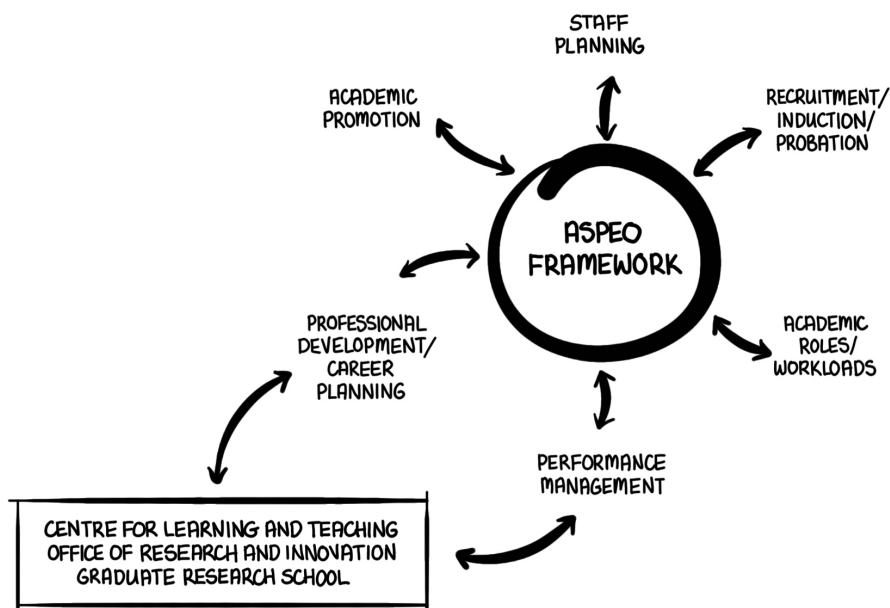 STAFF
PLANNING
ACADEMIC
PROMOTION
RECRUITMENT/
INDUCTION/
PROBATION
ASPEO
FRAMEWORK
PROFESSIONAL
DEVELOPMENT/
CAREER
PLANNING
ACADEMIC
ROLES/
WORKLOADS
PERFORMANCE
MANAGEMENT
CENTRE FOR LEARNING AND TEACHING
OFFICE OF RESEARCH AND INNOVATION
GRADUATE RESEARCH SCHOOL